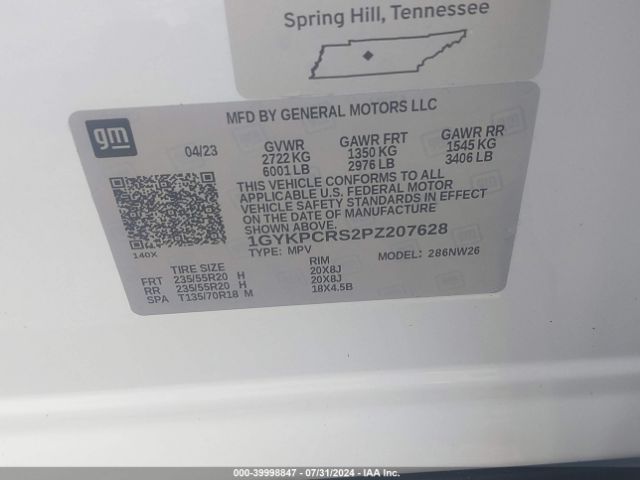 Spring Hill, Tennessee
gm
MFD BY GENERAL MOTORS LLC
04/23
GVWR
2722 KG
6001 LB
GAWR FRT
1350 KG
2976 LB
GAWR RR
1545 KG
3406 LB
THIS VEHICLE CONFORMS TO ALL
APPLICABLE U.S. FEDERAL MOTOR
VEHICLE SAFETY STANDARDS IN EFFECT
ON THE DATE OF MANUFACTURE
SHOWN ABOVE.
1GYKPCRS2PZ207628
140X
TYPE: MPV
MODEL: 286NW26
TIRE SIZE RIM
FRT 235/55R20 H 20X8J
RR 235/55R20 H 20X8J
SPA T135/70R18 M 18X4.5B
000-39998847 - 07/31/2024 - IAA Inc.